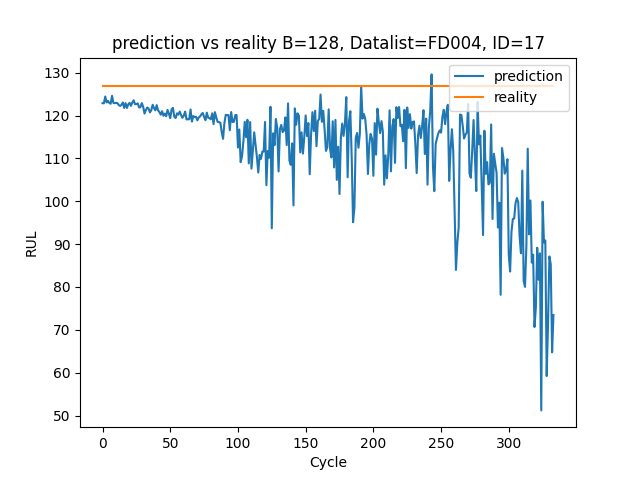 prediction vs reality B=128, Datalist=FD004, ID=17
prediction
reality
130
120
110
100
90
80
70
60
50
RUL
0 50 100 150 200 250 300
Cycle